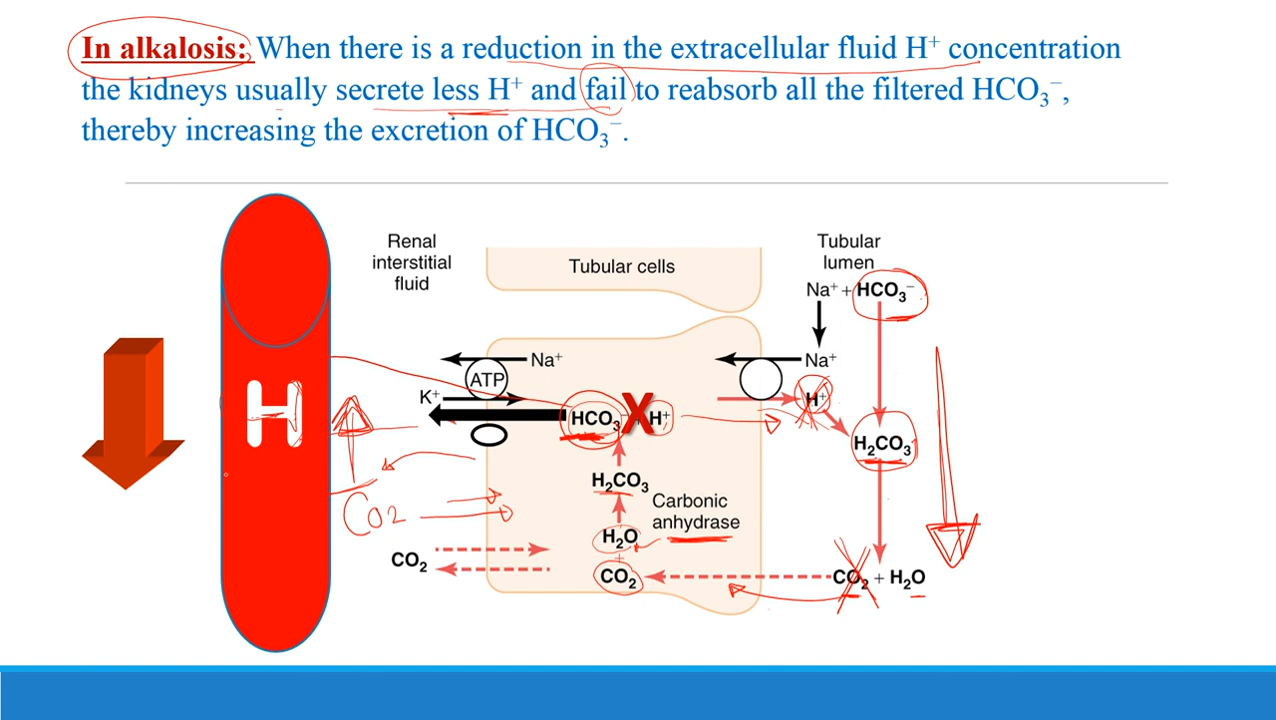 In alkalosis: When there is a reduction in the extracellular fluid H⁺ concentration
the kidneys usually secrete less H⁺ and fail to reabsorb all the filtered HCO₃⁻,
thereby increasing the excretion of HCO₃⁻.
Renal
interstitial
fluid
Tubular cells
Tubular
lumen
Na⁺ + HCO₃⁻
Na⁺
Na⁺
ATP
K⁺
H⁺
HCO₃⁻ + H⁺
X
H
H₂CO₃
H₂CO₃
Carbonic
anhydrase
CO₂
H₂O
+
CO₂
CO₂
CO₂ + H₂O